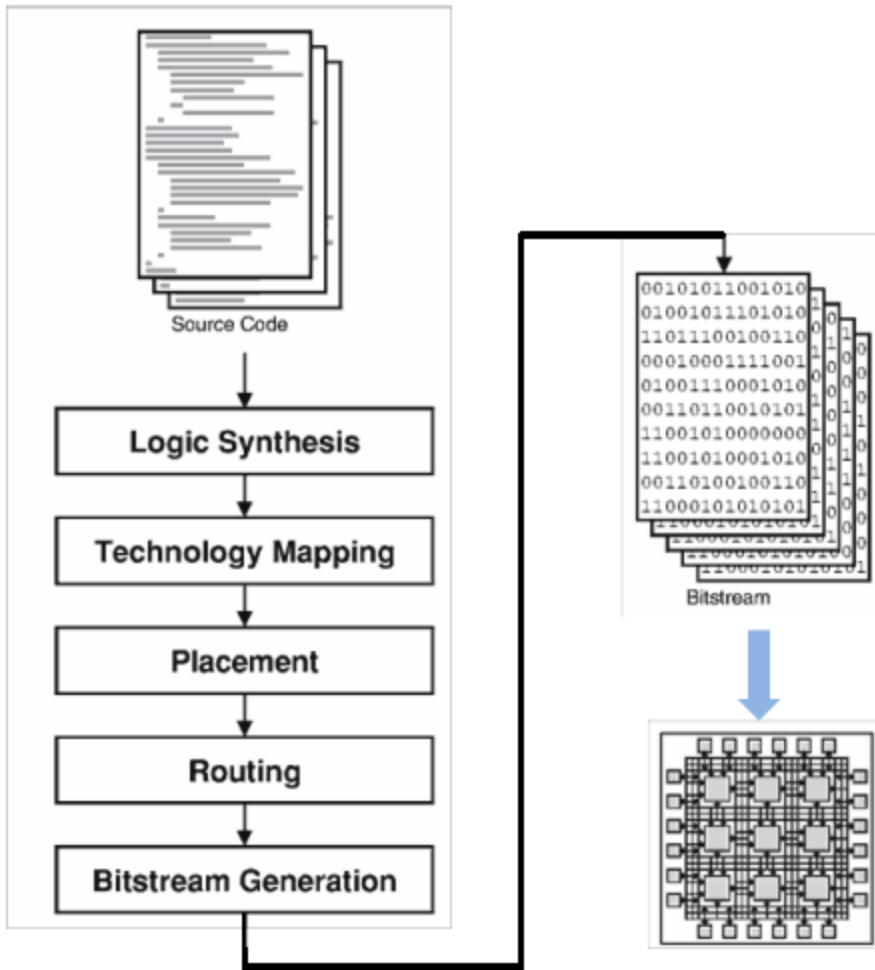 Source Code
Logic Synthesis
Technology Mapping
Placement
Routing
Bitstream Generation
00101011001010
01001011101010
11011100100110
00010001111001
01001110001010
00110110010101
11001010000000
11001010001010
00110100100110
11000101010101
Bitstream